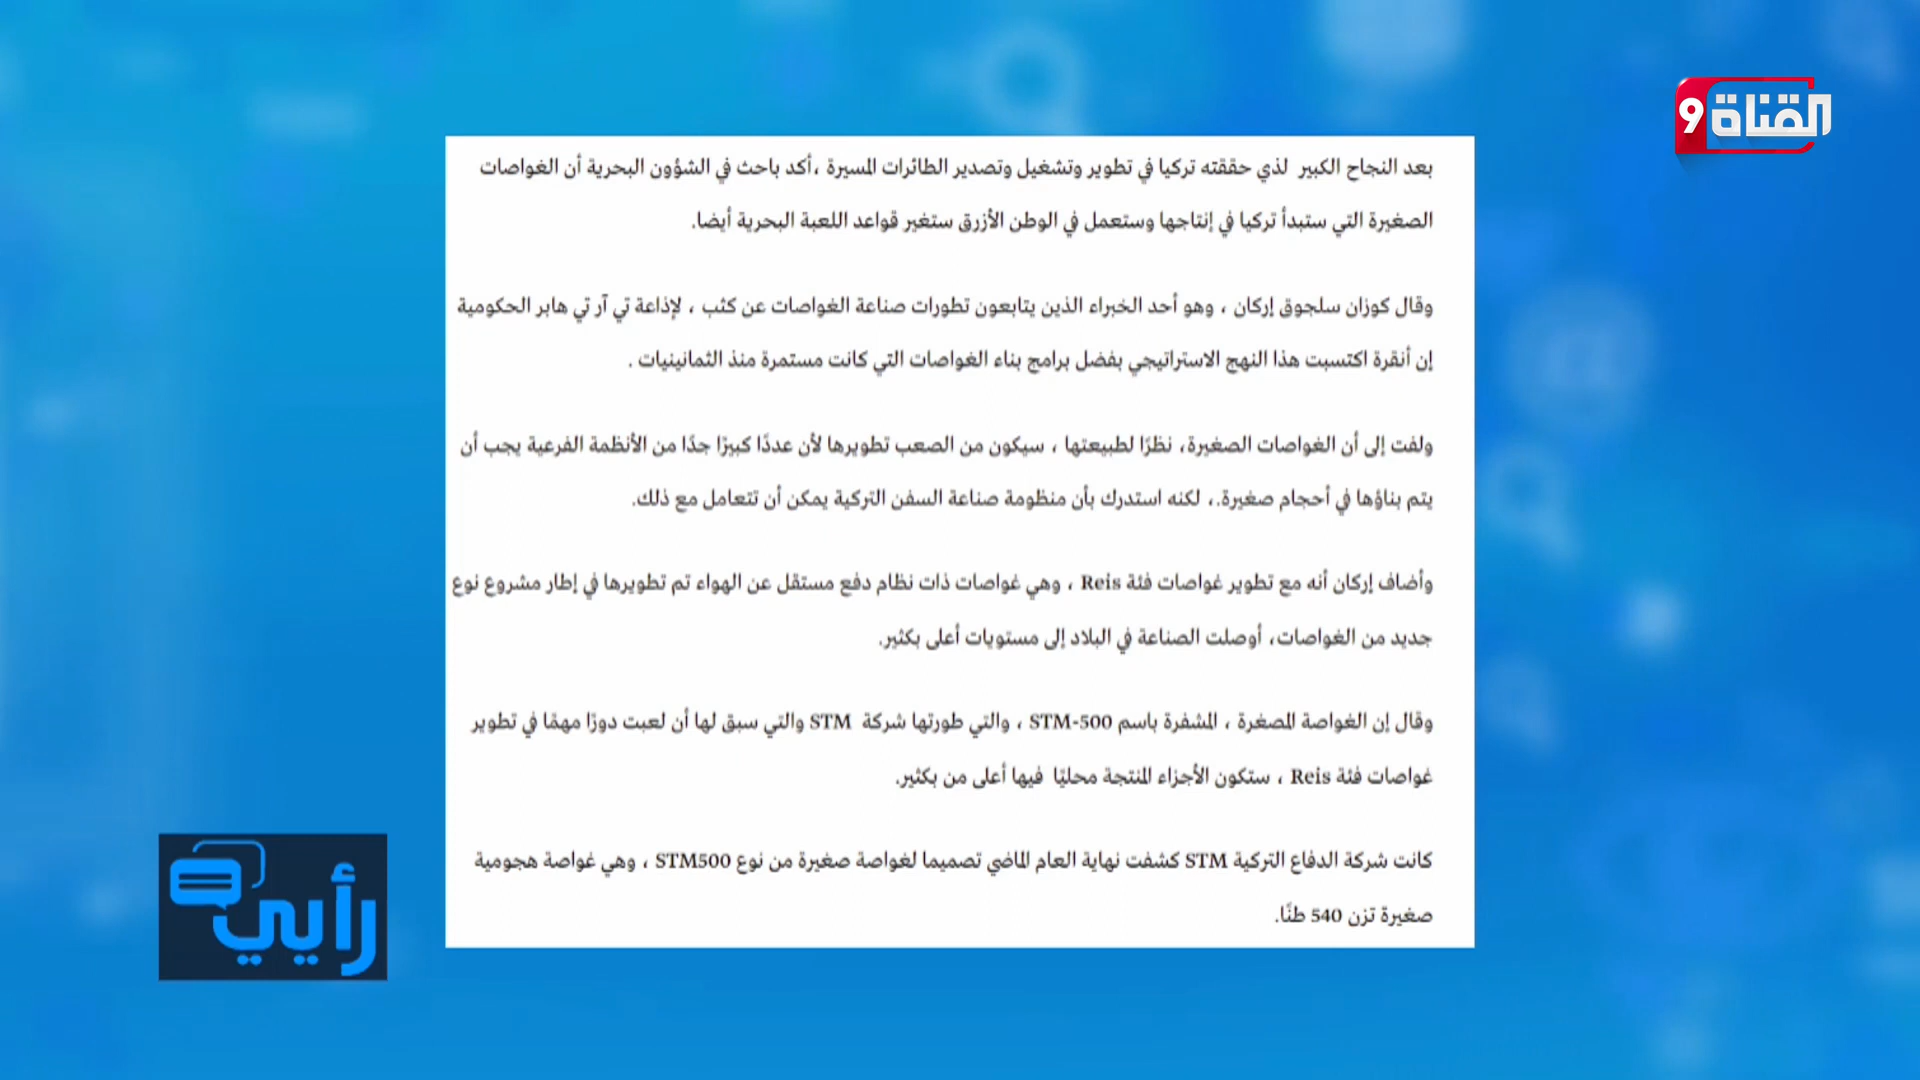 القناة 9
بعد النجاح الكبير لذي حققته تركيا في تطوير وتشغيل وتصدير الطائرات المسيرة ،أكد باحث في الشؤون البحرية أن الغواصات
الصغيرة التي ستبدأ تركيا في إنتاجها وستعمل في الوطن الأزرق ستغير قواعد اللعبة البحرية أيضا.
وقال كوزان سلجوق إركان ، وهو أحد الخبراء الذين يتابعون تطورات صناعة الغواصات عن كثب ، لإذاعة تي آر تي هابر الحكومية
إن أنقرة اكتسبت هذا النهج الاستراتيجي بفضل برامج بناء الغواصات التي كانت مستمرة منذ الثمانينيات .
ولفت إلى أن الغواصات الصغيرة، نظرًا لطبيعتها ، سيكون من الصعب تطويرها لأن عددًا كبيرًا جدًا من الأنظمة الفرعية يجب أن
يتم بناؤها في أحجام صغيرة.، لكنه استدرك بأن منظومة صناعة السفن التركية يمكن أن تتعامل مع ذلك.
وأضاف إركان أنه مع تطوير غواصات فئة Reis ، وهي غواصات ذات نظام دفع مستقل عن الهواء تم تطويرها في إطار مشروع نوع
جديد من الغواصات، أوصلت الصناعة في البلاد إلى مستويات أعلى بكثير.
وقال إن الغواصة المصغرة ، المشفرة باسم STM-500 ، والتي طورتها شركة STM والتي سبق لها أن لعبت دورًا مهمًا في تطوير
غواصات فئة Reis ، ستكون الأجزاء المنتجة محليًا فيها أعلى من بكثير.
كانت شركة الدفاع التركية STM كشفت نهاية العام الماضي تصميما لغواصة صغيرة من نوع STM500 ، وهي غواصة هجومية
صغيرة تزن 540 طنًا.
رأيي